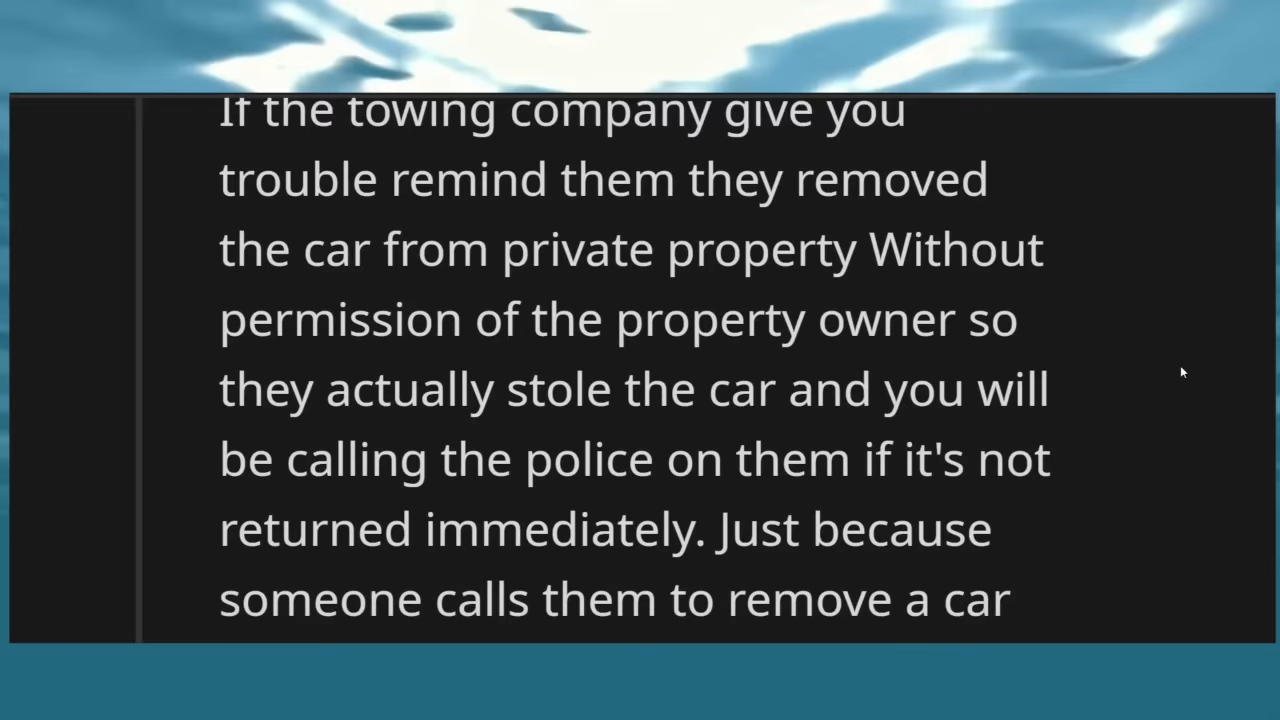 If the towing company give you
trouble remind them they removed
the car from private property Without
permission of the property owner so
they actually stole the car and you will
be calling the police on them if it's not
returned immediately. Just because
someone calls them to remove a car